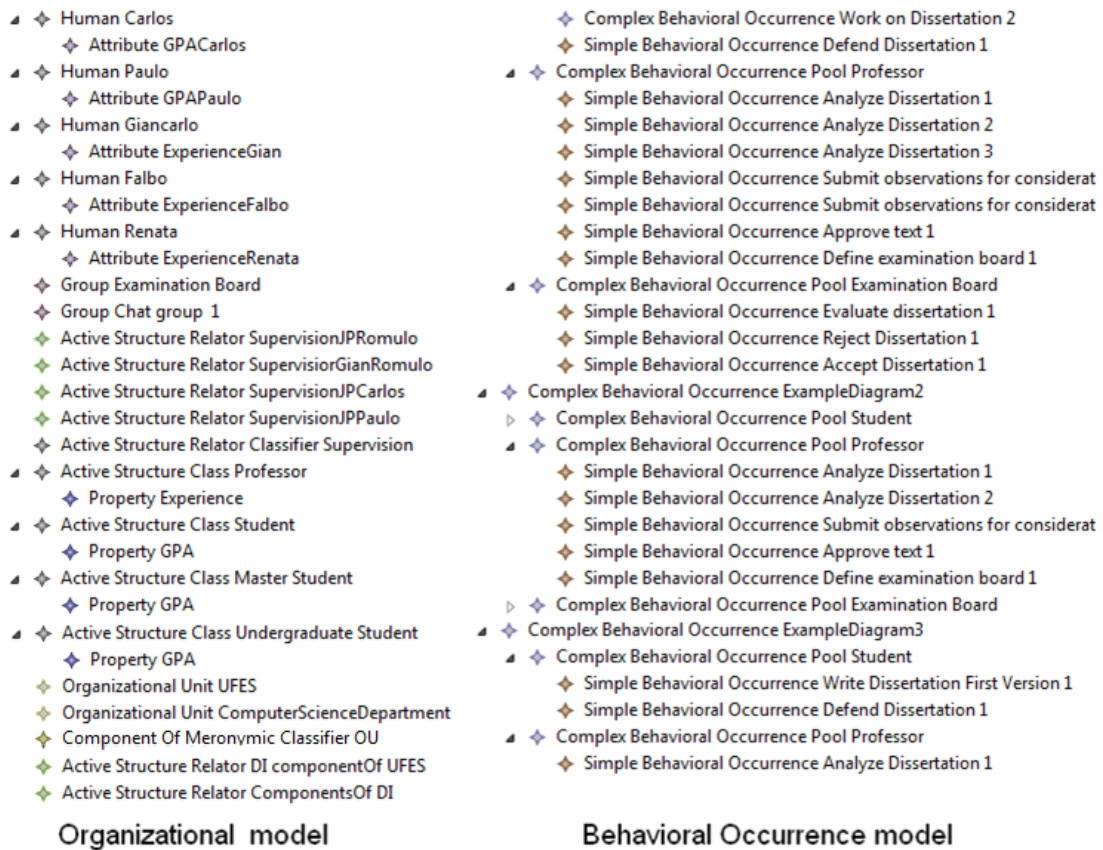 Human Carlos
Attribute GPACarlos
Human Paulo
Attribute GPAPaulo
Human Giancarlo
Attribute ExperienceGian
Human Falbo
Attribute ExperienceFalbo
Human Renata
Attribute ExperienceRenata
Group Examination Board
Group Chat group 1
Active Structure Relator SupervisionJPRomulo
Active Structure Relator SupervisiorGianRomulo
Active Structure Relator SupervisionJPCarlos
Active Structure Relator SupervisionJPPaulo
Active Structure Relator Classifier Supervision
Active Structure Class Professor
Property Experience
Active Structure Class Student
Property GPA
Active Structure Class Master Student
Property GPA
Active Structure Class Undergraduate Student
Property GPA
Organizational Unit UFES
Organizational Unit ComputerScienceDepartment
Component Of Meronymic Classifier OU
Active Structure Relator DI componentOf UFES
Active Structure Relator ComponentsOf DI
Organizational model
Complex Behavioral Occurrence Work on Dissertation 2
Simple Behavioral Occurrence Defend Dissertation 1
Complex Behavioral Occurrence Pool Professor
Simple Behavioral Occurrence Analyze Dissertation 1
Simple Behavioral Occurrence Analyze Dissertation 2
Simple Behavioral Occurrence Analyze Dissertation 3
Simple Behavioral Occurrence Submit observations for considerat
Simple Behavioral Occurrence Submit observations for considerat
Simple Behavioral Occurrence Approve text 1
Simple Behavioral Occurrence Define examination board 1
Complex Behavioral Occurrence Pool Examination Board
Simple Behavioral Occurrence Evaluate dissertation 1
Simple Behavioral Occurrence Reject Dissertation 1
Simple Behavioral Occurrence Accept Dissertation 1
Complex Behavioral Occurrence ExampleDiagram2
Complex Behavioral Occurrence Pool Student
Complex Behavioral Occurrence Pool Professor
Simple Behavioral Occurrence Analyze Dissertation 1
Simple Behavioral Occurrence Analyze Dissertation 2
Simple Behavioral Occurrence Submit observations for considerat
Simple Behavioral Occurrence Approve text 1
Simple Behavioral Occurrence Define examination board 1
Complex Behavioral Occurrence Pool Examination Board
Complex Behavioral Occurrence ExampleDiagram3
Complex Behavioral Occurrence Pool Student
Simple Behavioral Occurrence Write Dissertation First Version 1
Simple Behavioral Occurrence Defend Dissertation 1
Complex Behavioral Occurrence Pool Professor
Simple Behavioral Occurrence Analyze Dissertation 1
Behavioral Occurrence model